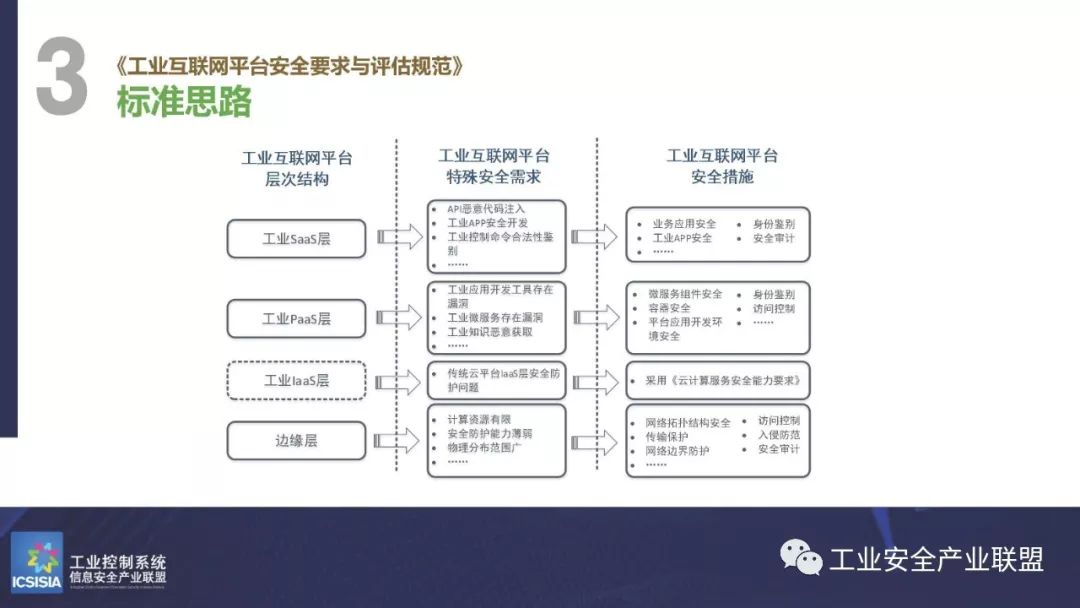 3
《工业互联网平台安全要求与评估规范》
标准思路
工业互联网平台
层次结构
工业互联网平台
特殊安全需求
工业互联网平台
安全措施
工业SaaS层
• API恶意代码注入
• 工业APP安全开发
• 工业控制命令合法性鉴
别
• ······
• 业务应用安全
• 工业APP安全
• ······
• 身份鉴别
• 安全审计
工业PaaS层
• 工业应用开发工具存在
漏洞
• 工业微服务存在漏洞
• 工业知识恶意获取
• ······
• 微服务组件安全
• 容器安全
• 平台应用开发环
境安全
• 身份鉴别
• 访问控制
• ······
工业IaaS层
• 传统云平台IaaS层安全防
护问题
• 采用《云计算服务安全能力要求》
边缘层
• 计算资源有限
• 安全防护能力薄弱
• 物理分布范围广
• ······
• 网络拓扑结构安全
• 传输保护
• 网络边界防护
• ······
• 访问控制
• 入侵防范
• 安全审计
ICSISIA
工业控制系统
信息安全产业联盟
工业安全产业联盟